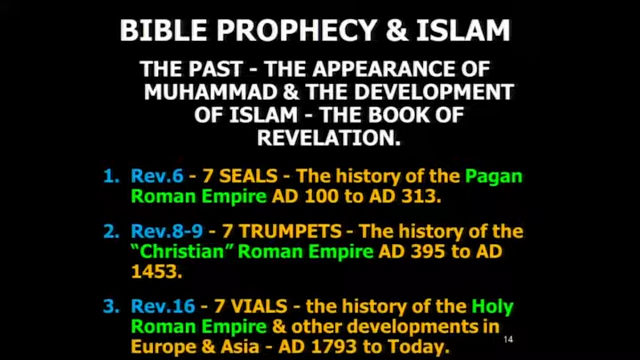 BIBLE PROPHECY & ISLAM
THE PAST - THE APPEARANCE OF
MUHAMMAD & THE DEVELOPMENT
OF ISLAM - THE BOOK OF
REVELATION.
1. Rev.6 - 7 SEALS - The history of the Pagan
Roman Empire AD 100 to AD 313.
2. Rev.8-9 - 7 TRUMPETS - The history of the
“Christian” Roman Empire AD 395 to AD
1453.
3. Rev.16 - 7 VIALS - the history of the Holy
Roman Empire & other developments in
Europe & Asia - AD 1793 to Today.
14